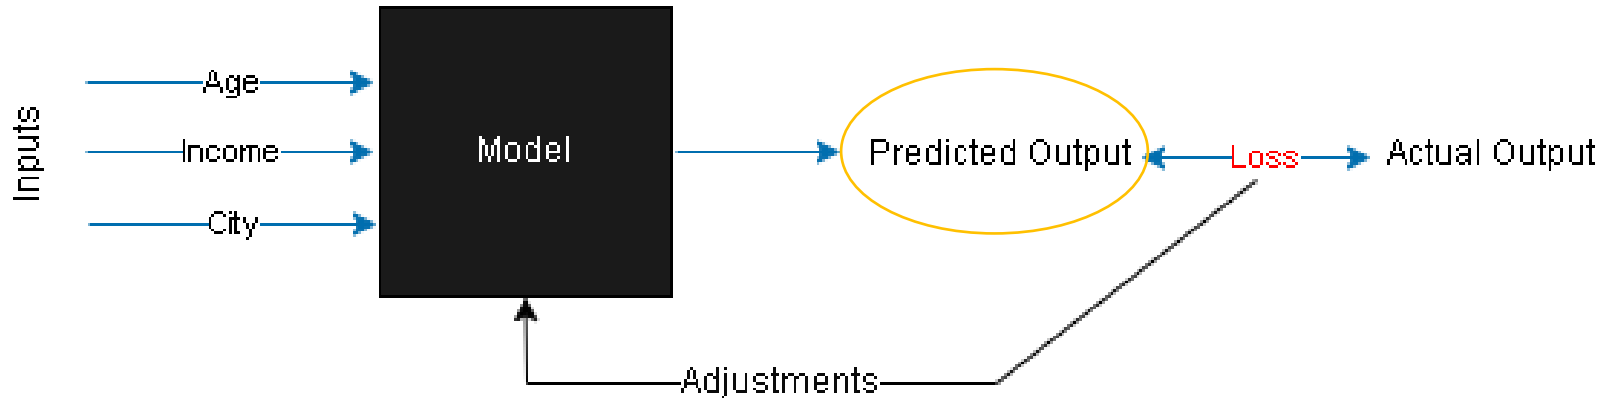 Inputs
Age
Income
City
Model
Predicted Output
Loss
Actual Output
Adjustments